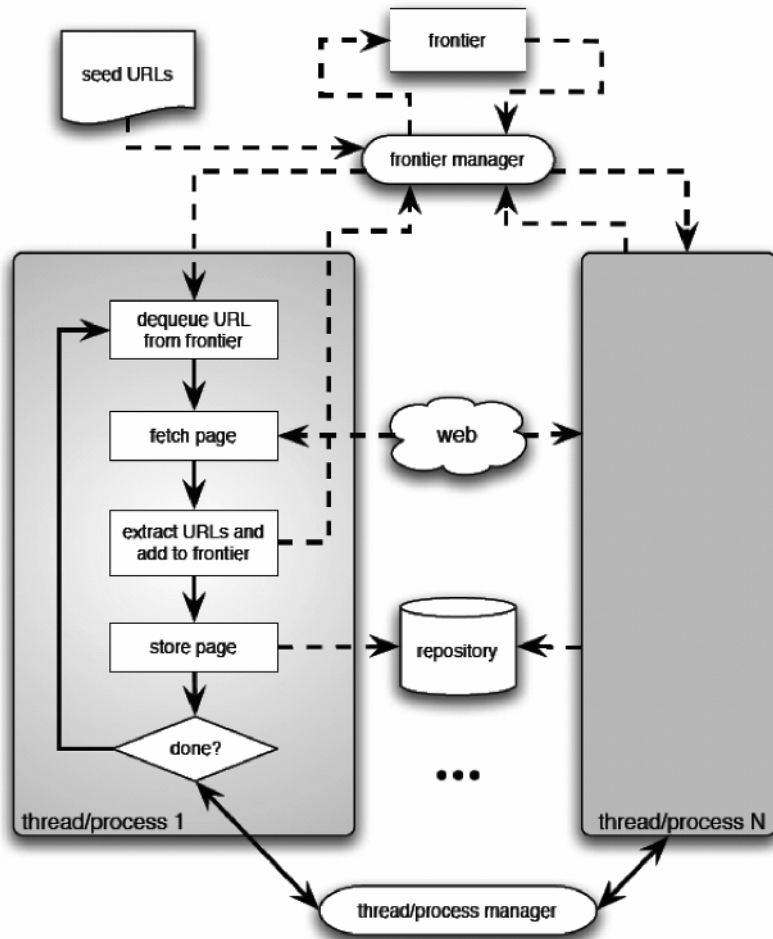 frontier
seed URLs
frontier manager
dequeue URL
from frontier
fetch page
web
extract URLs and
add to frontier
store page
repository
done?
...
thread/process 1
thread/process N
thread/process manager